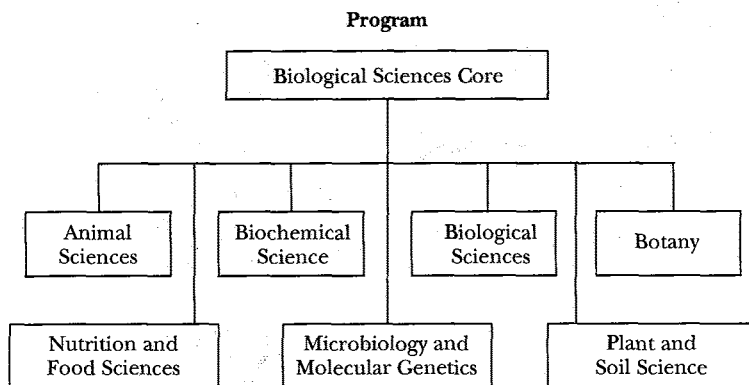 Program
Biological Sciences Core
Animal
Sciences
Biochemical
Science
Biological
Sciences
Botany
Nutrition and
Food Sciences
Microbiology and
Molecular Genetics
Plant and
Soil Science